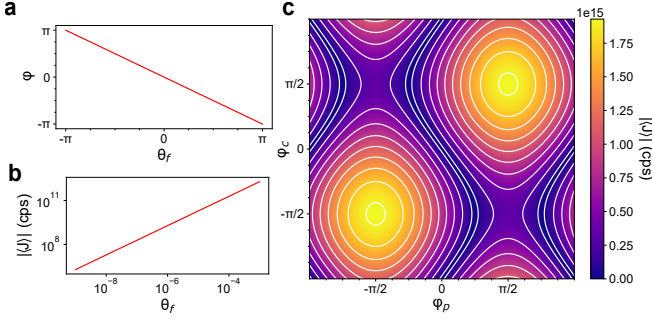 a
π
0
-π
φ
-π
0
π
θf
b
10¹¹
10⁸
|⟨J⟩| (cps)
10⁻⁸
10⁻⁶
10⁻⁴
θf
c
π/2
0
-π/2
φc
-π/2
0
π/2
φp
1e15
1.75
1.50
1.25
1.00
0.75
0.50
0.25
0.00
|⟨J⟩| (cps)